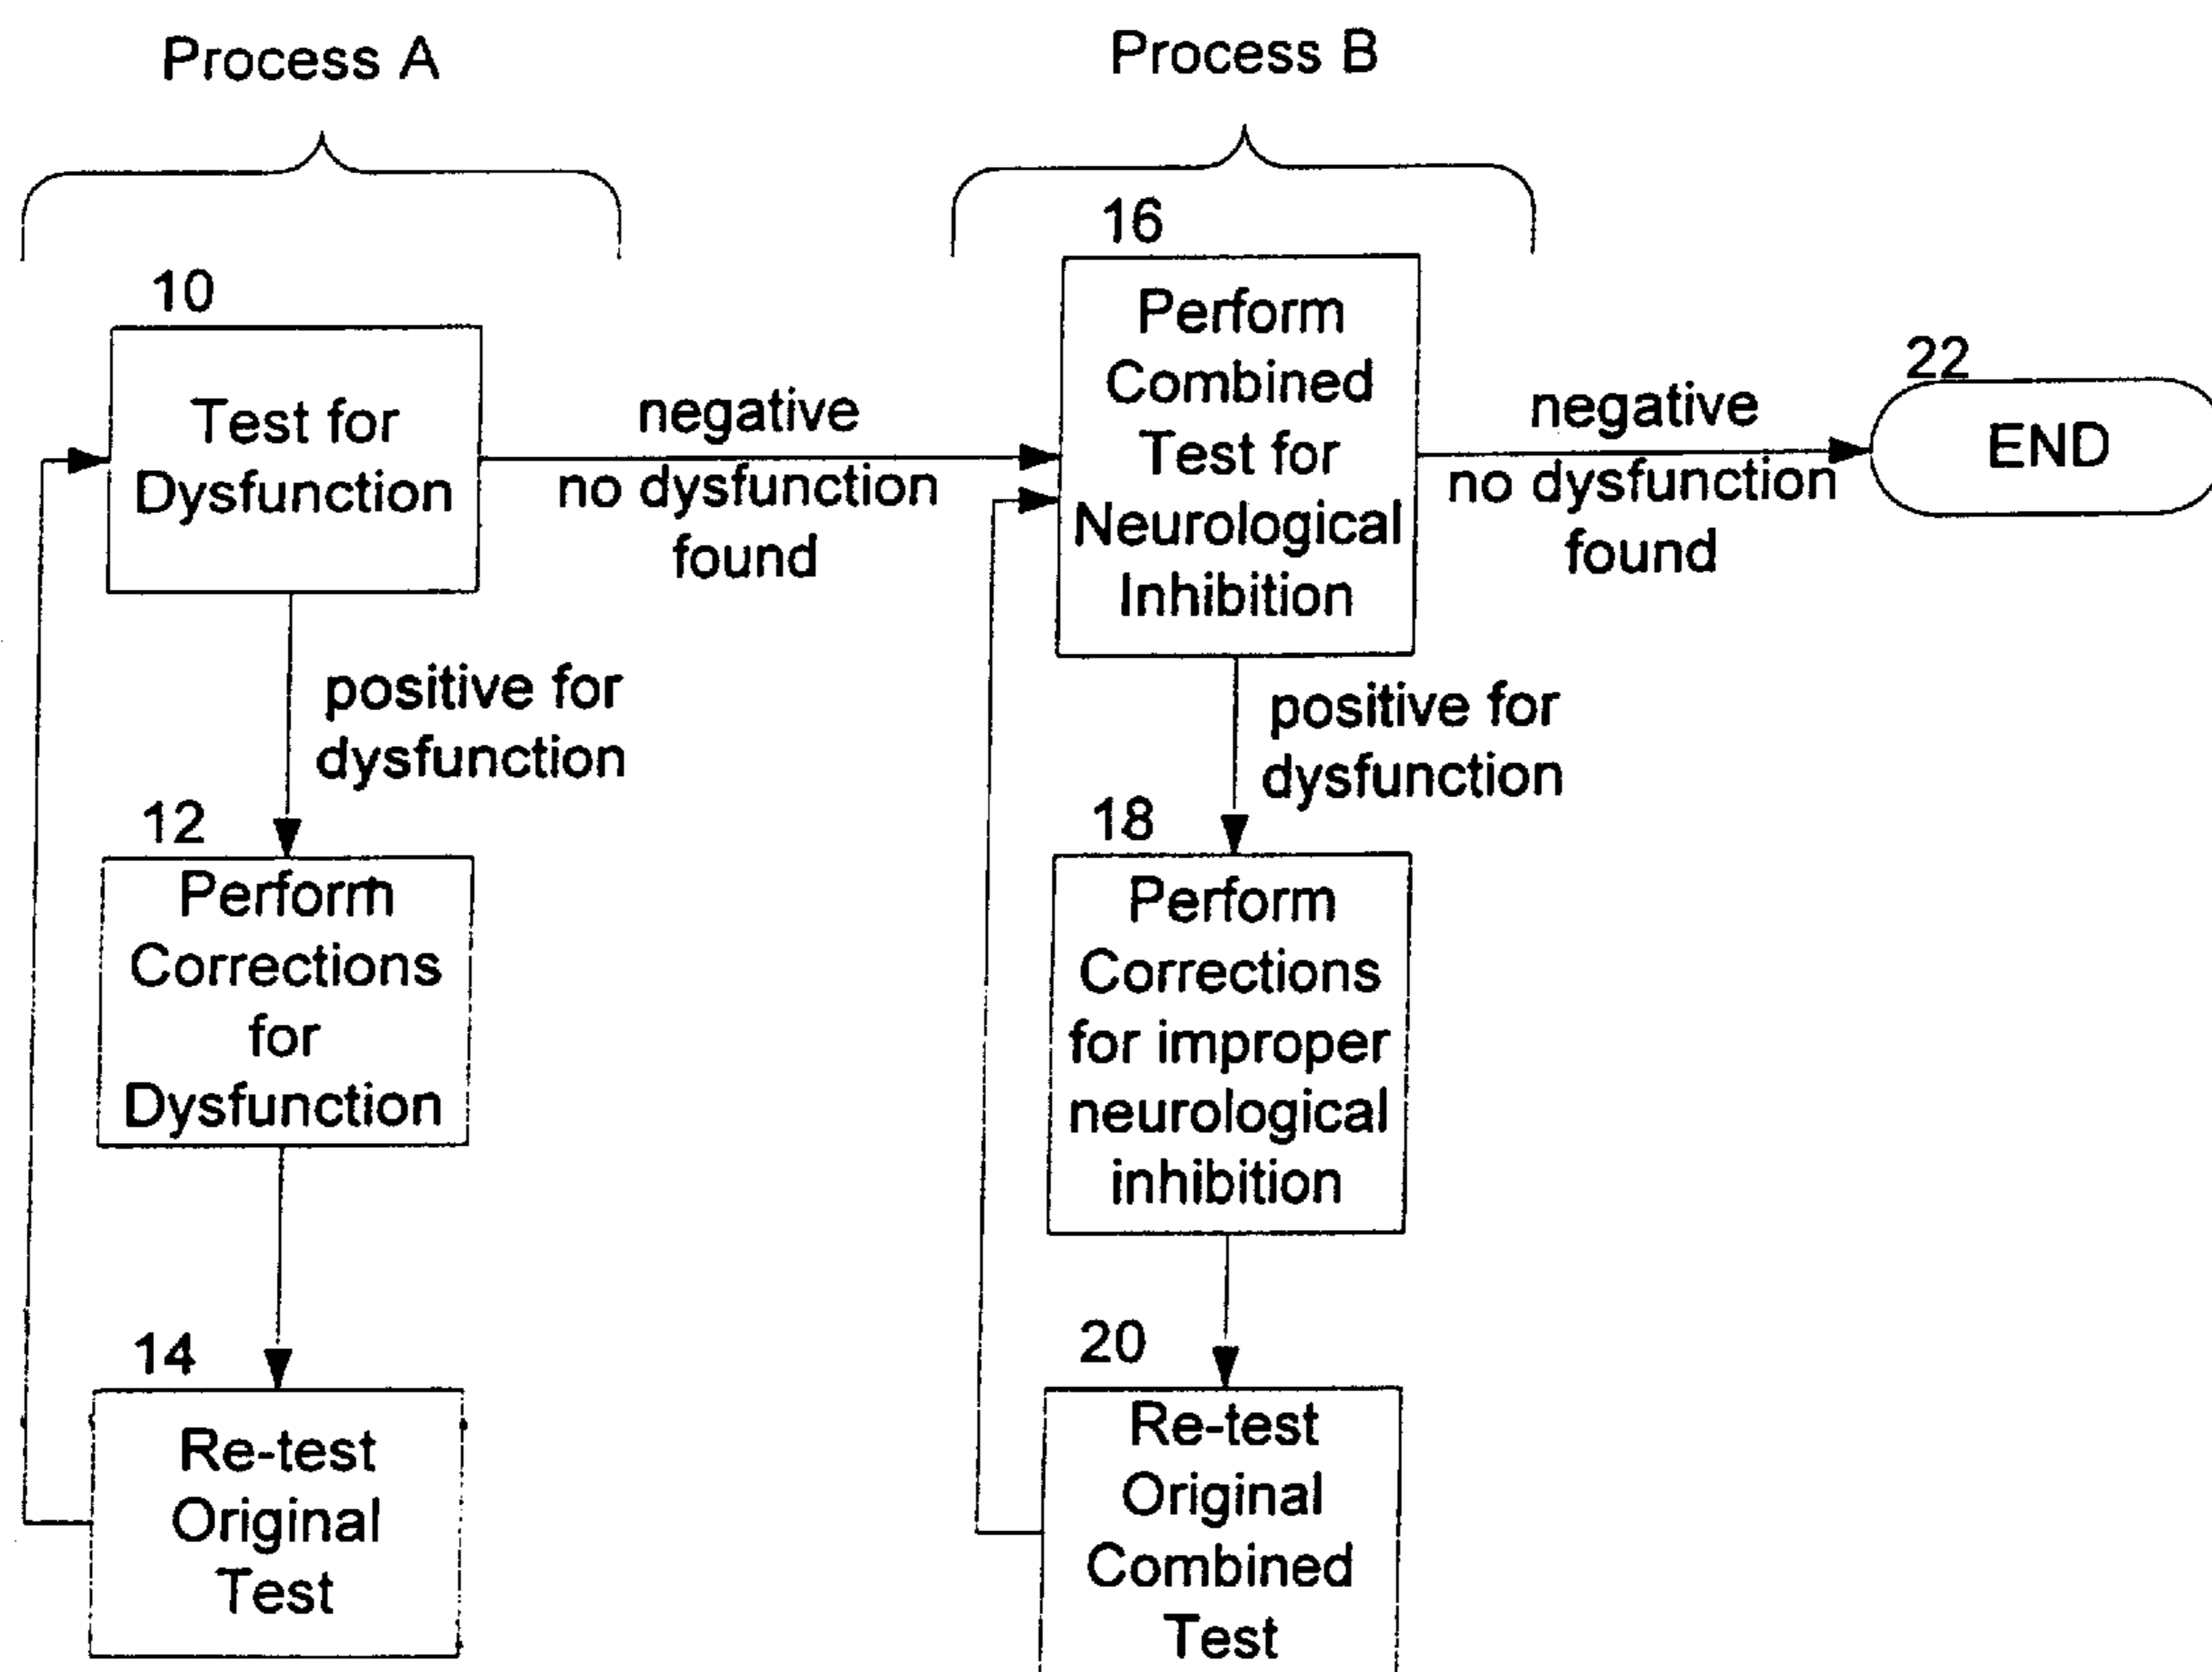 Process A
Process B
10
Test for
Dysfunction
negative
no dysfunction
found
positive for
dysfunction
12
Perform
Corrections
for
Dysfunction
14
Re-test
Original
Test
16
Perform
Combined
Test for
Neurological
Inhibition
negative
no dysfunction
found
22
END
positive for
dysfunction
18
Perform
Corrections
for improper
neurological
inhibition
20
Re-test
Original
Combined
Test